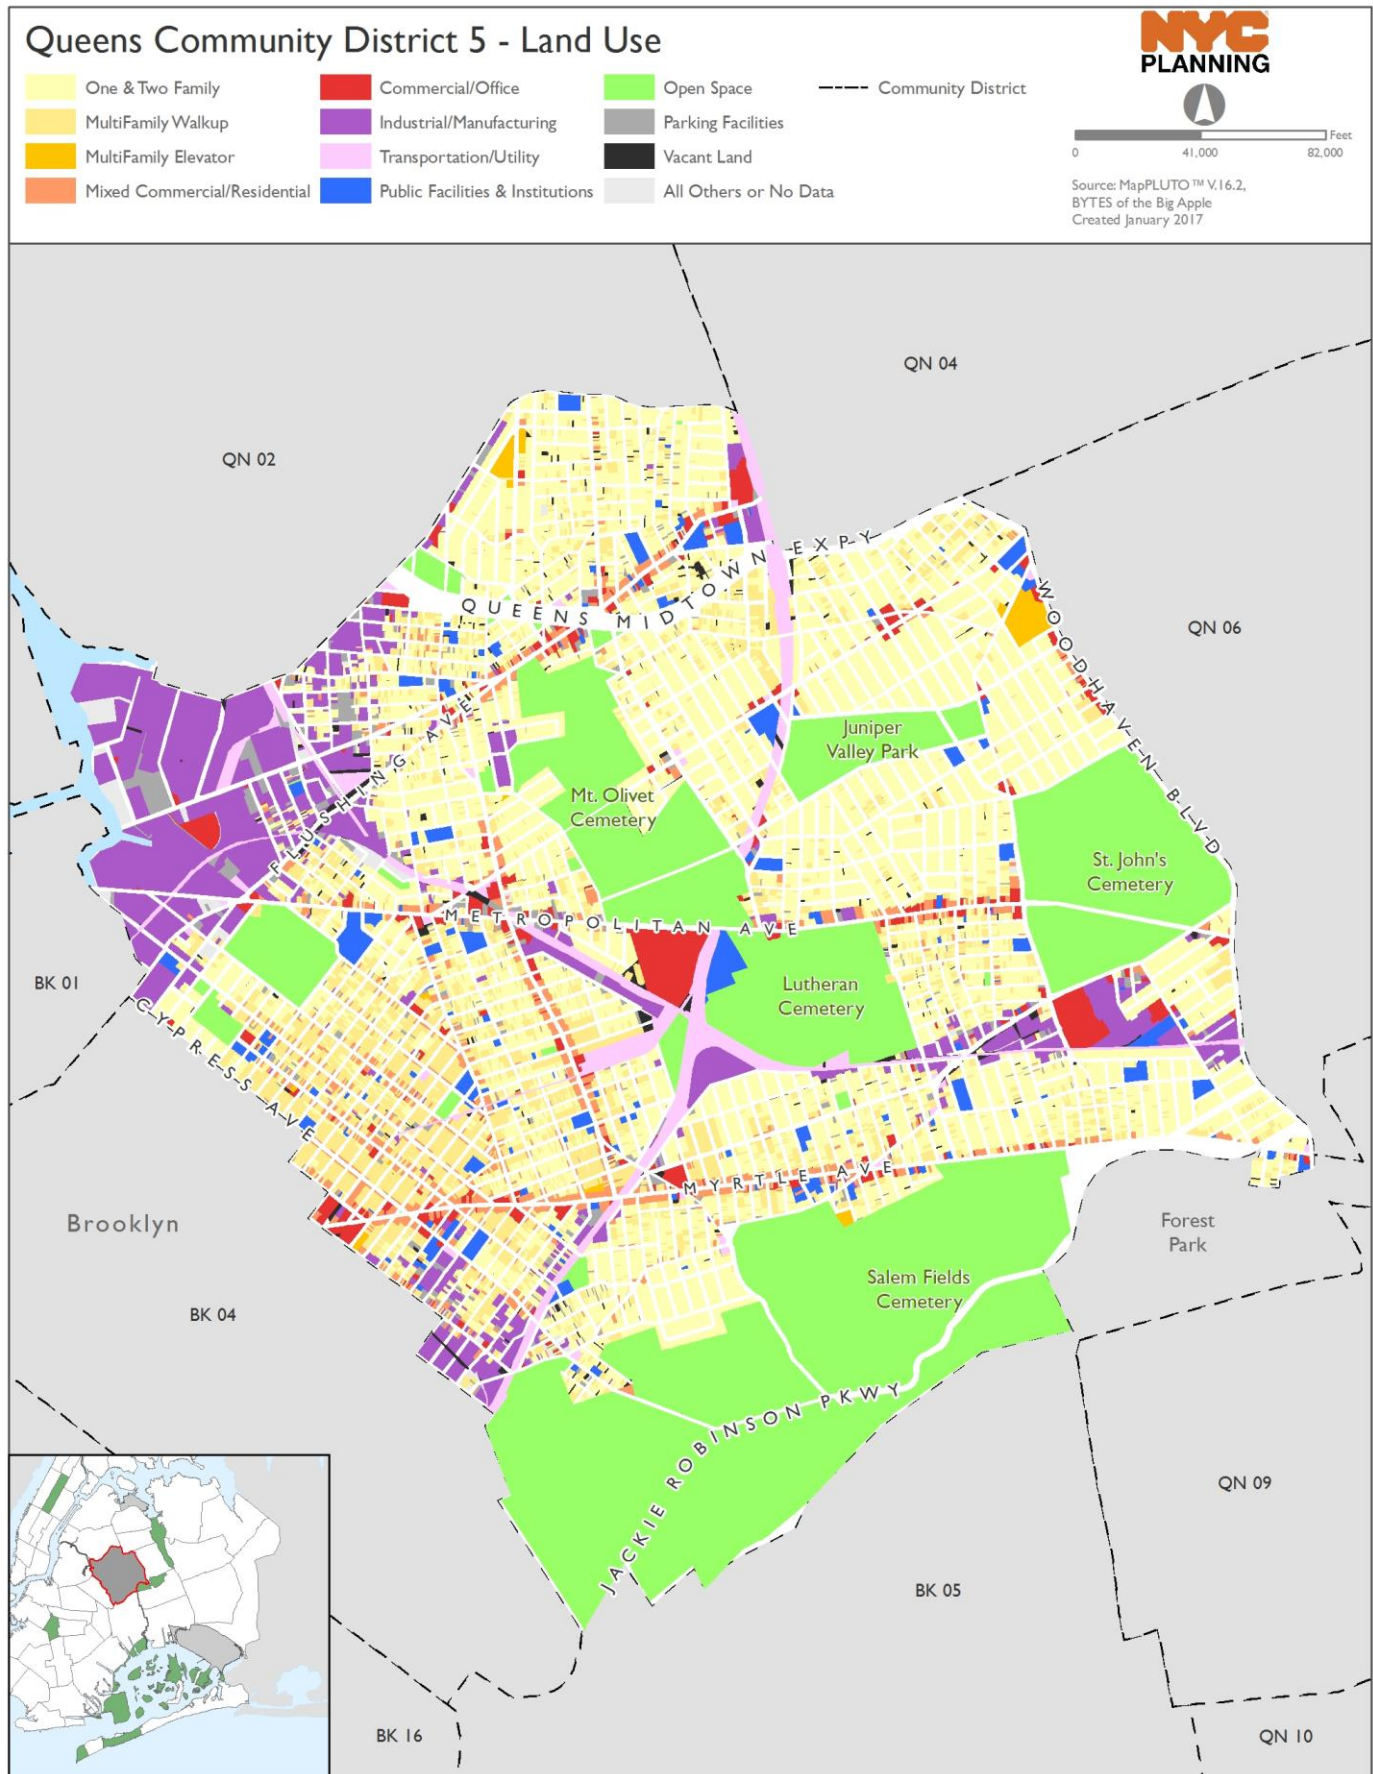 Queens Community District 5 - Land Use
NYC
PLANNING
One & Two Family
MultiFamily Walkup
MultiFamily Elevator
Mixed Commercial/Residential
Commercial/Office
Industrial/Manufacturing
Transportation/Utility
Public Facilities & Institutions
Open Space
Parking Facilities
Vacant Land
All Others or No Data
Community District
Feet
0 41,000 82,000
Source: MapPLUTO™ V.16.2,
BYTES of the Big Apple
Created January 2017
QN 04
QN 02
QUEENS MIDTOWN EXPY
QN 06
WOODHAVEN BLVD
FLUSHING AVE
Juniper
Valley Park
Mt. Olivet
Cemetery
St. John's
Cemetery
METROPOLITAN AVE
BK 01
Lutheran
Cemetery
CYPRESS AVE
MYRTLE AVE
Brooklyn
Forest
Park
Salem Fields
Cemetery
BK 04
JACKIE ROBINSON PKWY
QN 09
BK 05
BK 16
QN 10